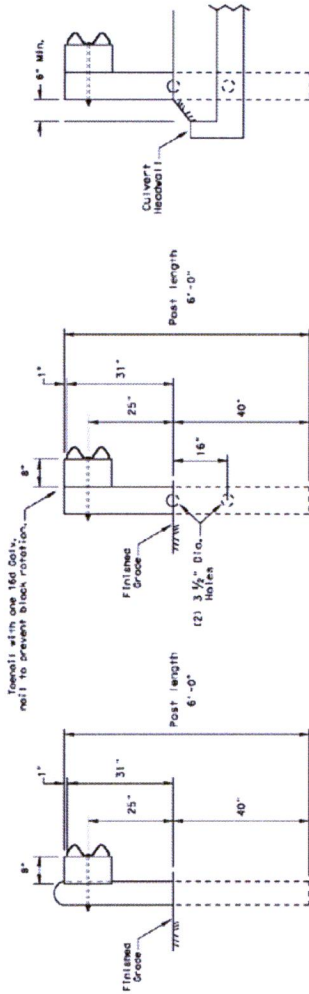 Finished
Grade
8"
1"
31"
25"
40"
Post length
6'-0"
Toenail with one 16d Galv.
nail to prevent block rotation.
Finished
Grade
8"
1"
31"
25"
16"
40"
(2) 3 1/2" Dia.
Holes
Post length
6'-0"
Culvert
Headwall
6" Min.